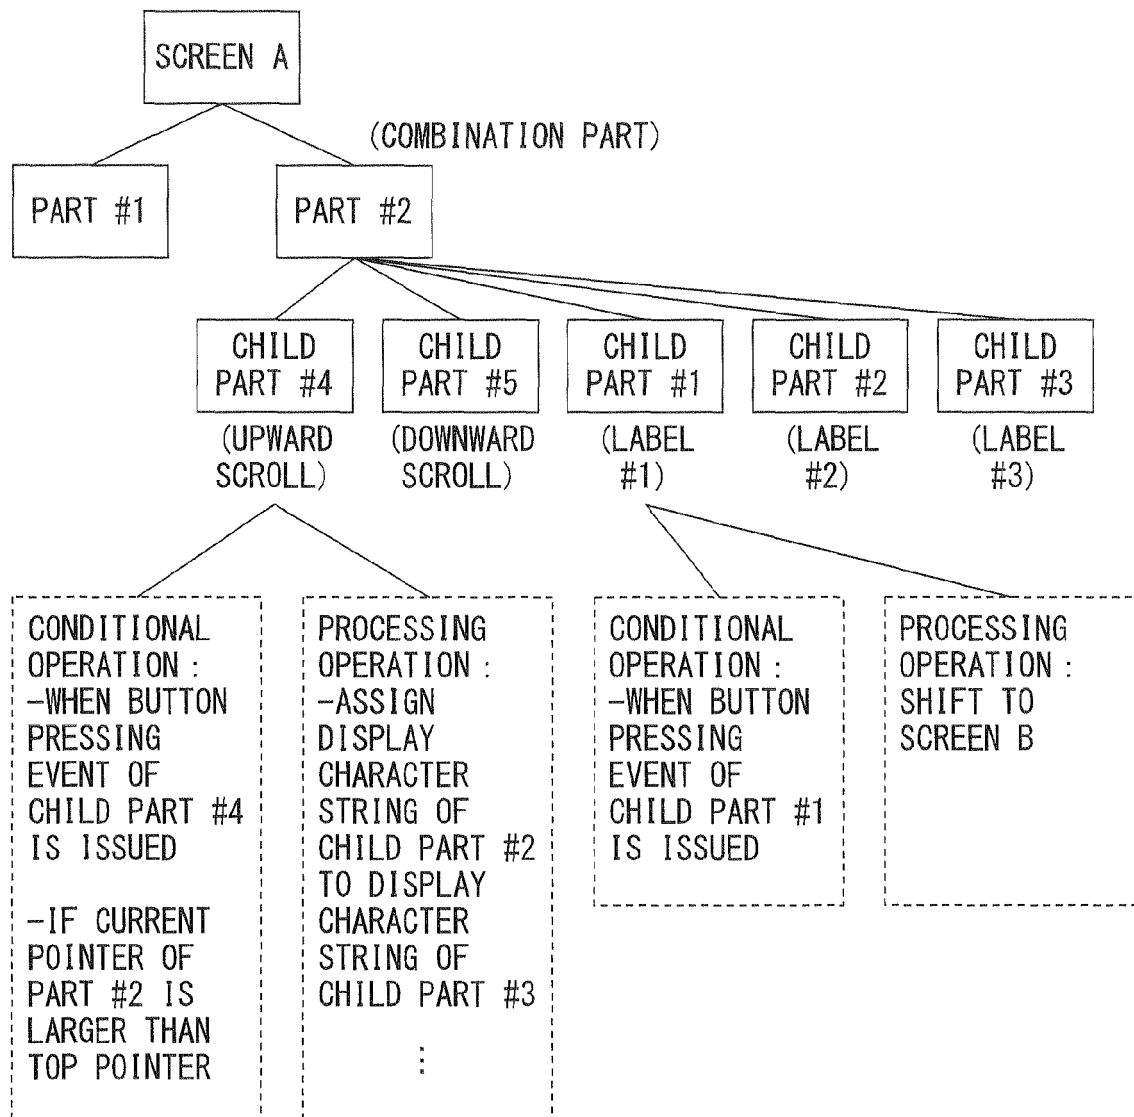 SCREEN A
(COMBINATION PART)
PART #1
PART #2
CHILD
PART #4
CHILD
PART #5
CHILD
PART #1
CHILD
PART #2
CHILD
PART #3
(UPWARD
SCROLL)
(DOWNWARD
SCROLL)
(LABEL
#1)
(LABEL
#2)
(LABEL
#3)
CONDITIONAL
OPERATION :
-WHEN BUTTON
PRESSING
EVENT OF
CHILD PART #4
IS ISSUED
-IF CURRENT
POINTER OF
PART #2 IS
LARGER THAN
TOP POINTER
PROCESSING
OPERATION :
-ASSIGN
DISPLAY
CHARACTER
STRING OF
CHILD PART #2
TO DISPLAY
CHARACTER
STRING OF
CHILD PART #3
⋮
CONDITIONAL
OPERATION :
-WHEN BUTTON
PRESSING
EVENT OF
CHILD PART #1
IS ISSUED
PROCESSING
OPERATION :
SHIFT TO
SCREEN B